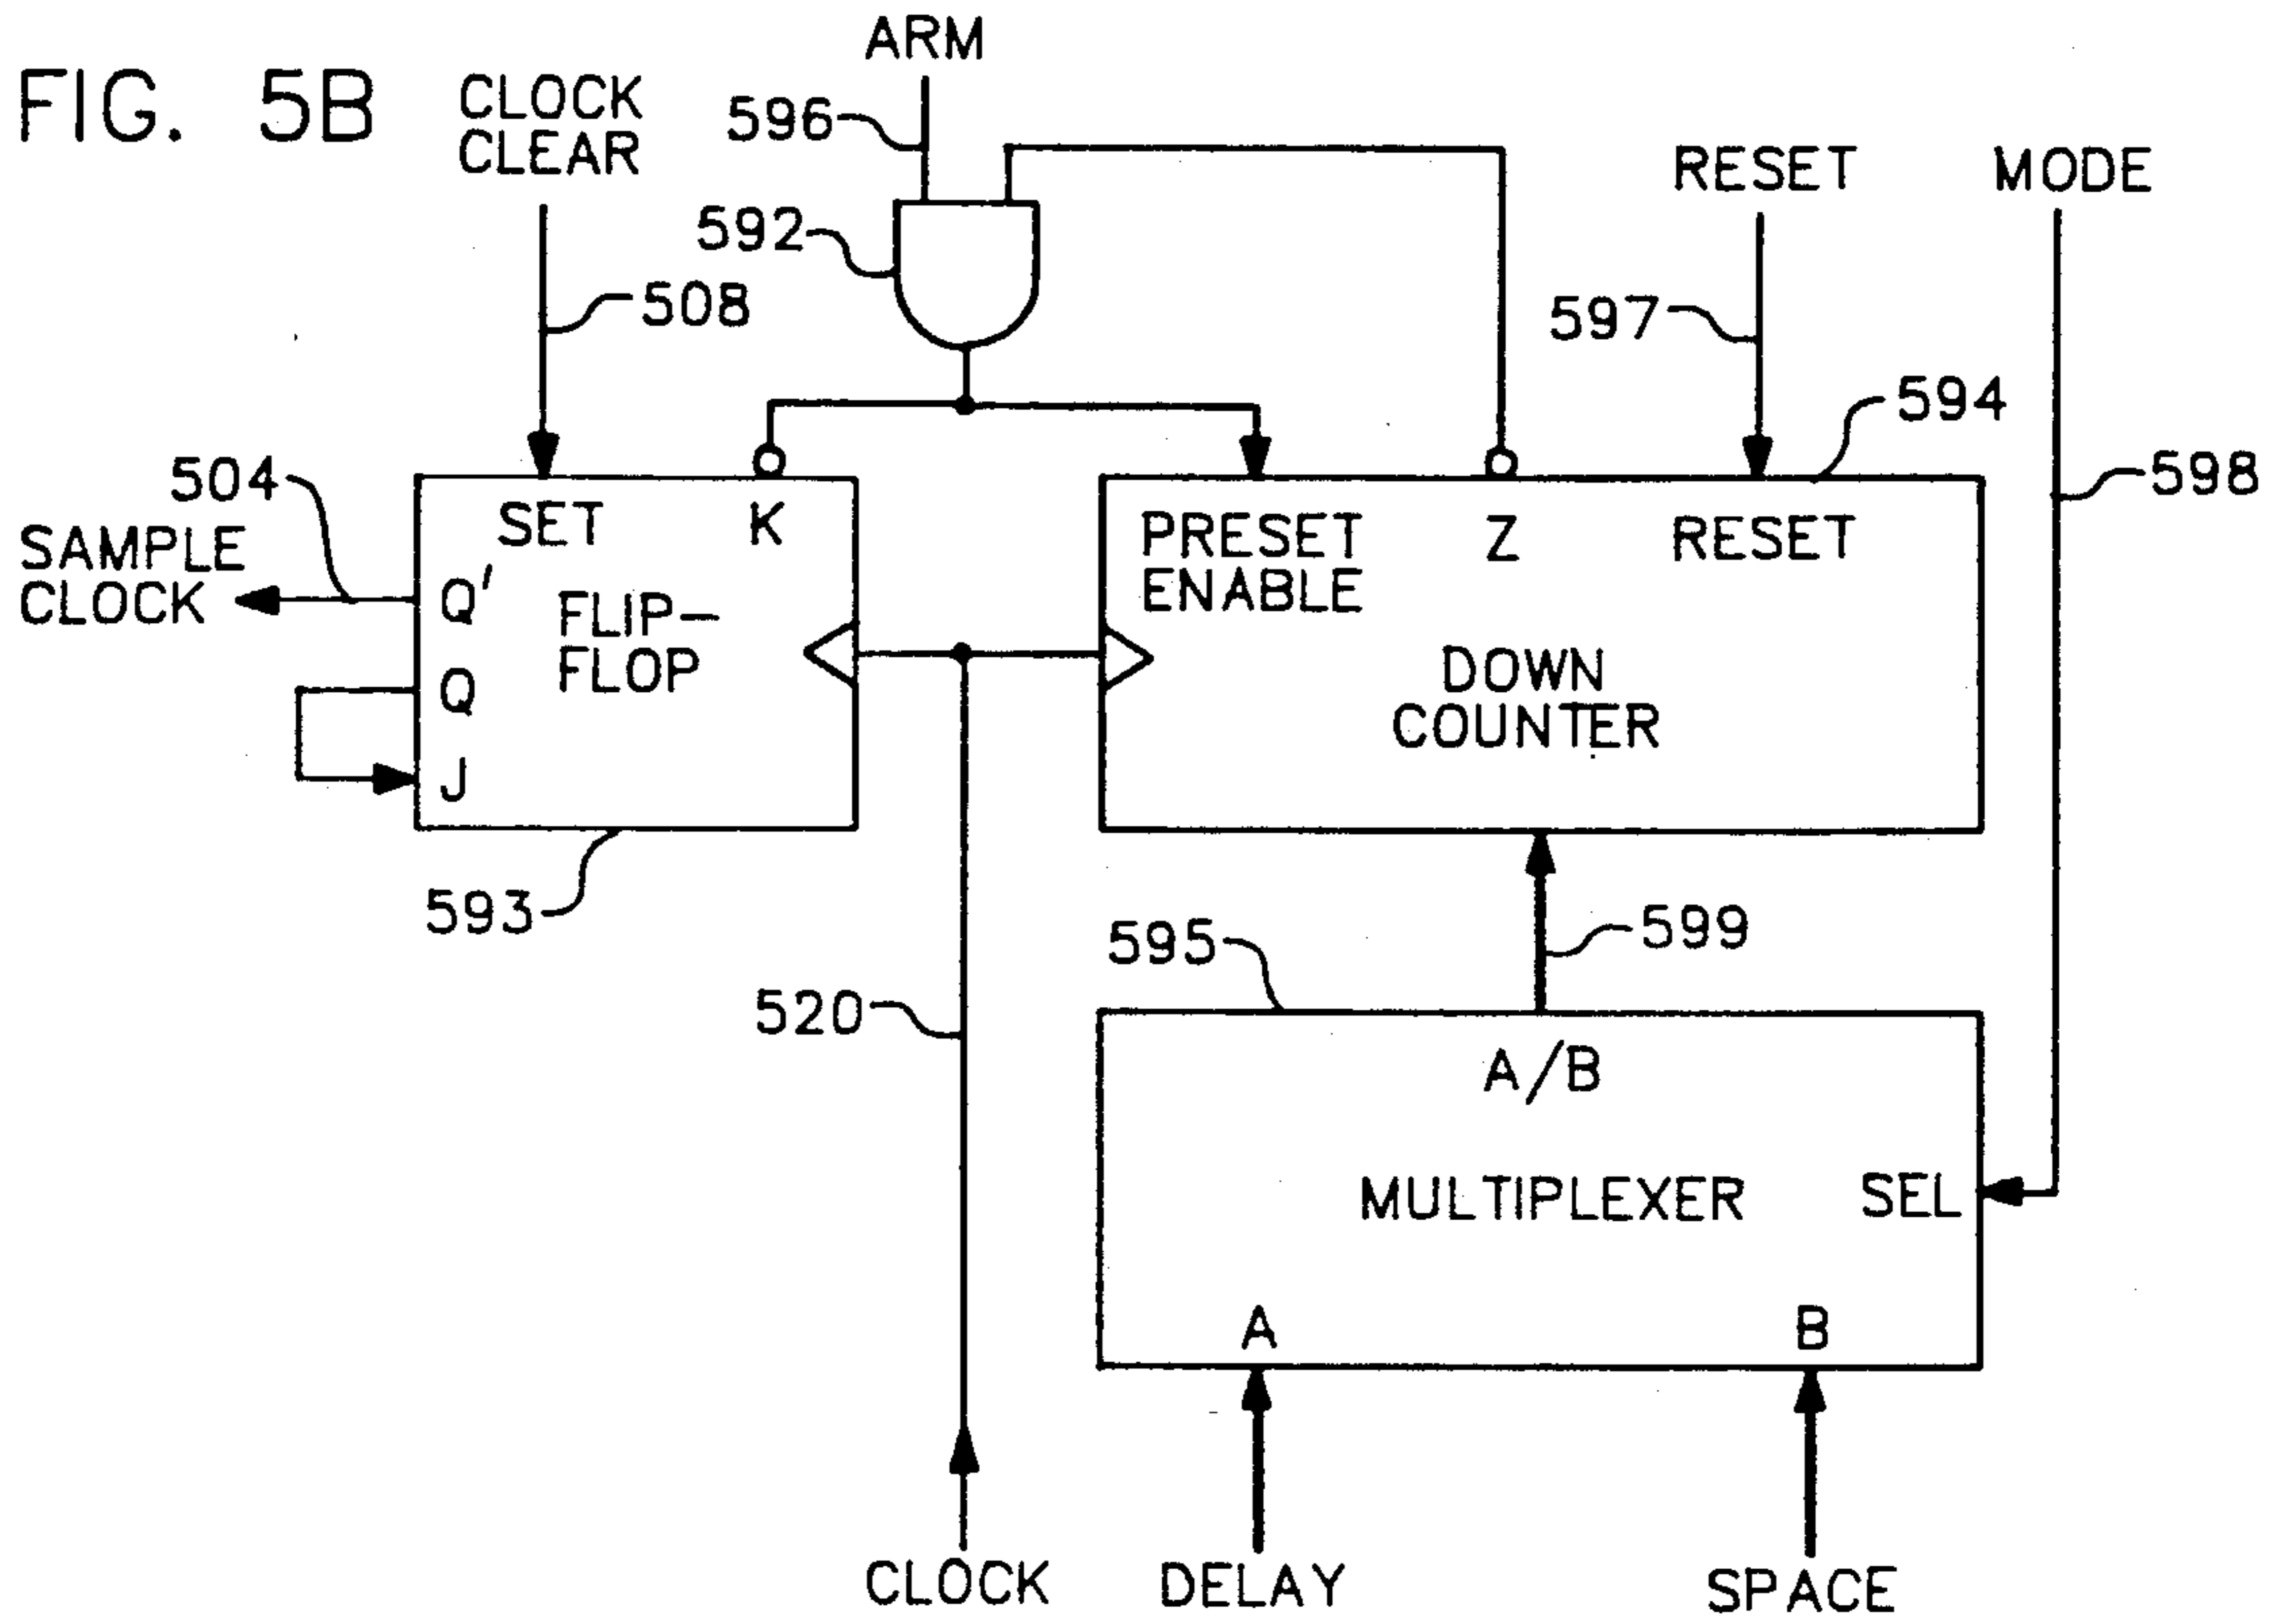 FIG. 5B
CLOCK
CLEAR
ARM
596
592
508
RESET
MODE
597
594
598
504
SAMPLE
CLOCK
SET
K
Q'
FLIP-
FLOP
Q
J
593
PRESET
ENABLE
Z
RESET
DOWN
COUNTER
595
599
520
A/B
MULTIPLEXER
SEL
A
B
CLOCK
DELAY
SPACE